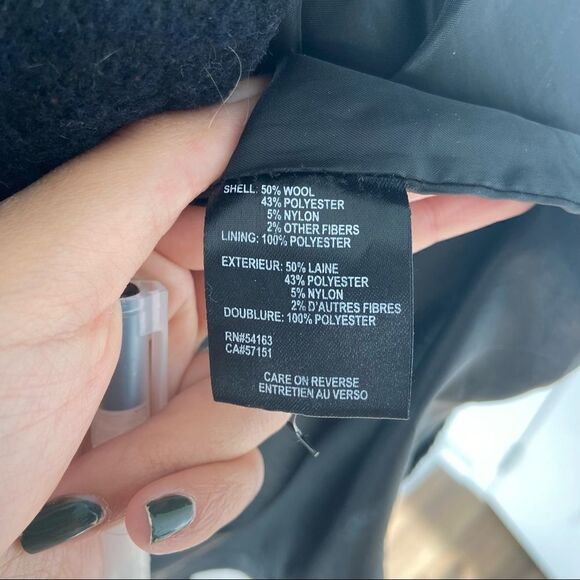 SHELL: 50% WOOL
43% POLYESTER
5% NYLON
2% OTHER FIBERS
LINING: 100% POLYESTER
EXTERIEUR: 50% LAINE
43% POLYESTER
5% NYLON
2% D'AUTRES FIBRES
DOUBLURE: 100% POLYESTER
RN#54163
CA#57151
CARE ON REVERSE
ENTRETIEN AU VERSO